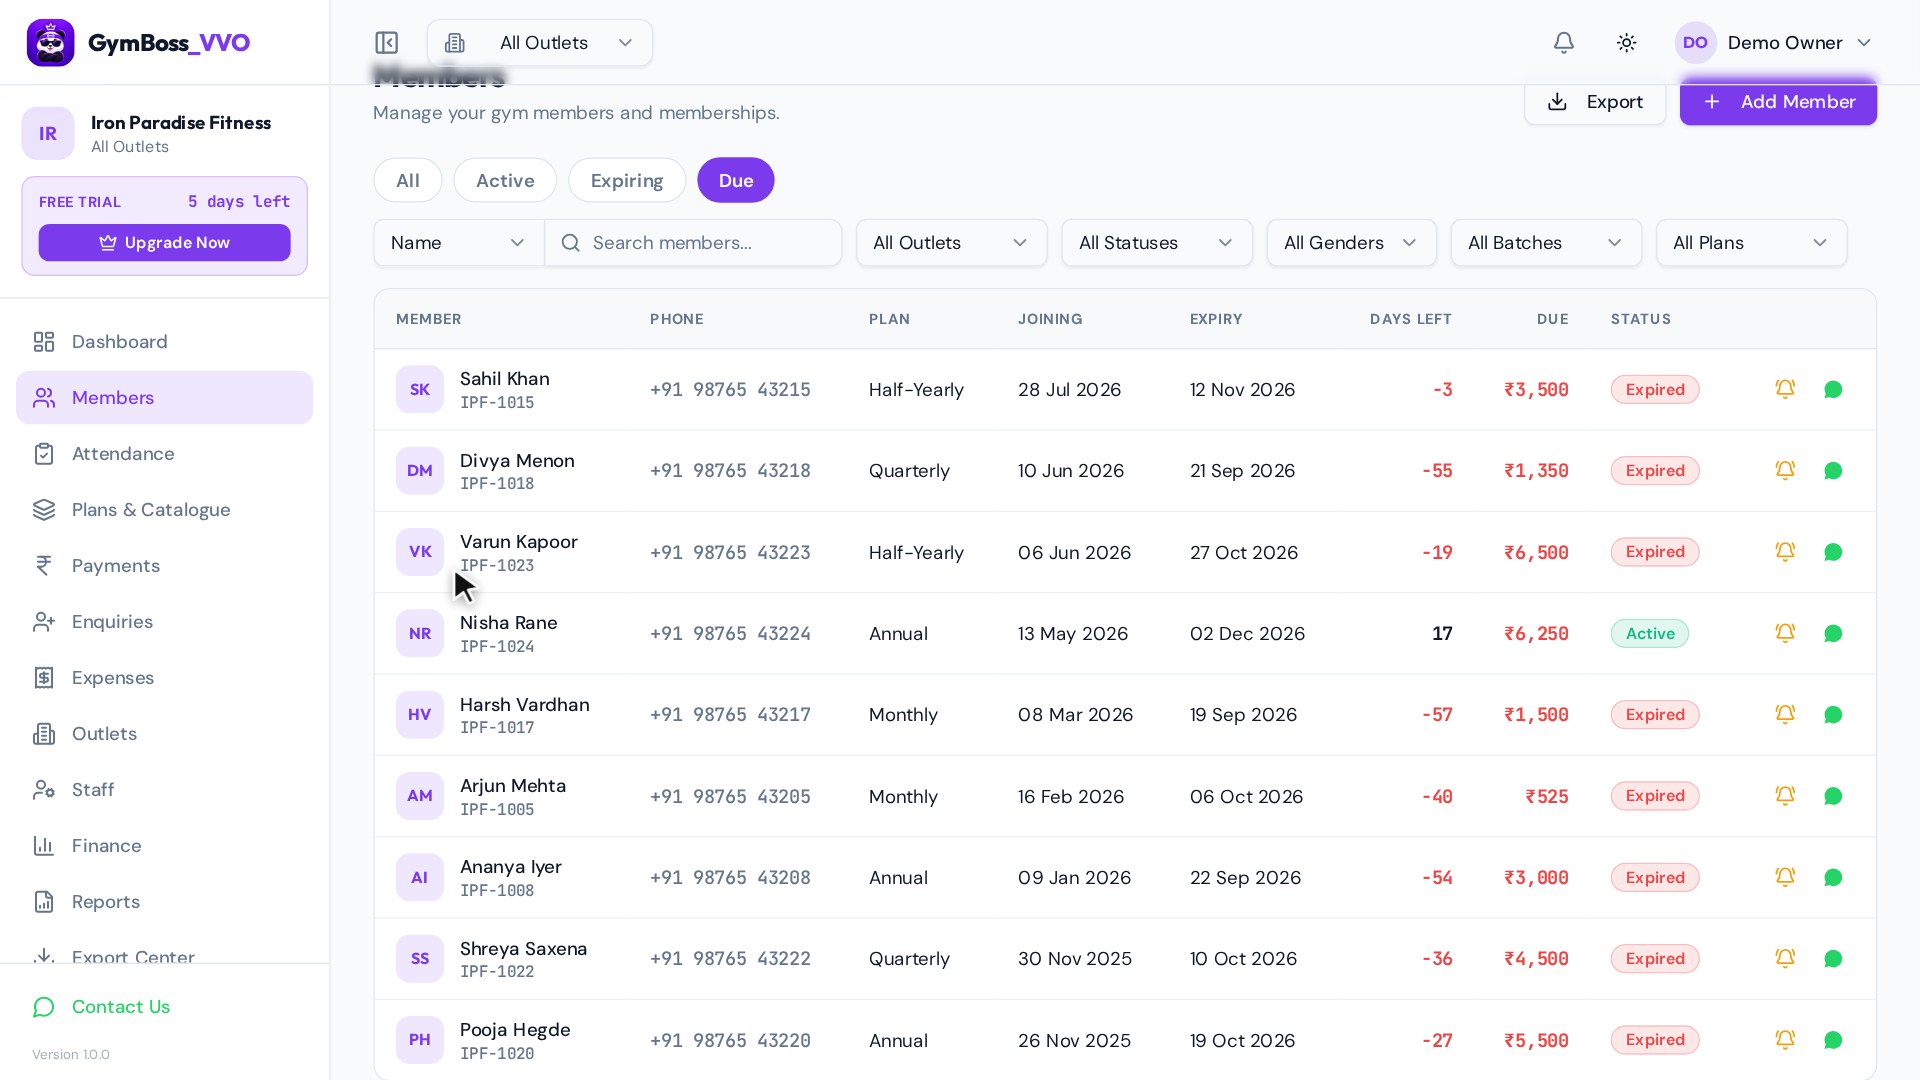 GymBoss_VVO
All Outlets
DO Demo Owner
Members
Manage your gym members and memberships.
Export
Add Member
IR Iron Paradise Fitness
All Outlets
FREE TRIAL 5 days left
Upgrade Now
Dashboard
Members
Attendance
Plans & Catalogue
Payments
Enquiries
Expenses
Outlets
Staff
Finance
Reports
Export Center
Contact Us
Version 1.0.0
All Active Expiring Due
Name Search members... All Outlets All Statuses All Genders All Batches All Plans
MEMBER PHONE PLAN JOINING EXPIRY DAYS LEFT DUE STATUS
SK Sahil Khan +91 98765 43215 Half-Yearly 28 Jul 2026 12 Nov 2026 -3 ₹3,500 Expired
IPF-1015
DM Divya Menon +91 98765 43218 Quarterly 10 Jun 2026 21 Sep 2026 -55 ₹1,350 Expired
IPF-1018
VK Varun Kapoor +91 98765 43223 Half-Yearly 06 Jun 2026 27 Oct 2026 -19 ₹6,500 Expired
IPF-1023
NR Nisha Rane +91 98765 43224 Annual 13 May 2026 02 Dec 2026 17 ₹6,250 Active
IPF-1024
HV Harsh Vardhan +91 98765 43217 Monthly 08 Mar 2026 19 Sep 2026 -57 ₹1,500 Expired
IPF-1017
AM Arjun Mehta +91 98765 43205 Monthly 16 Feb 2026 06 Oct 2026 -40 ₹525 Expired
IPF-1005
AI Ananya Iyer +91 98765 43208 Annual 09 Jan 2026 22 Sep 2026 -54 ₹3,000 Expired
IPF-1008
SS Shreya Saxena +91 98765 43222 Quarterly 30 Nov 2025 10 Oct 2026 -36 ₹4,500 Expired
IPF-1022
PH Pooja Hegde +91 98765 43220 Annual 26 Nov 2025 19 Oct 2026 -27 ₹5,500 Expired
IPF-1020